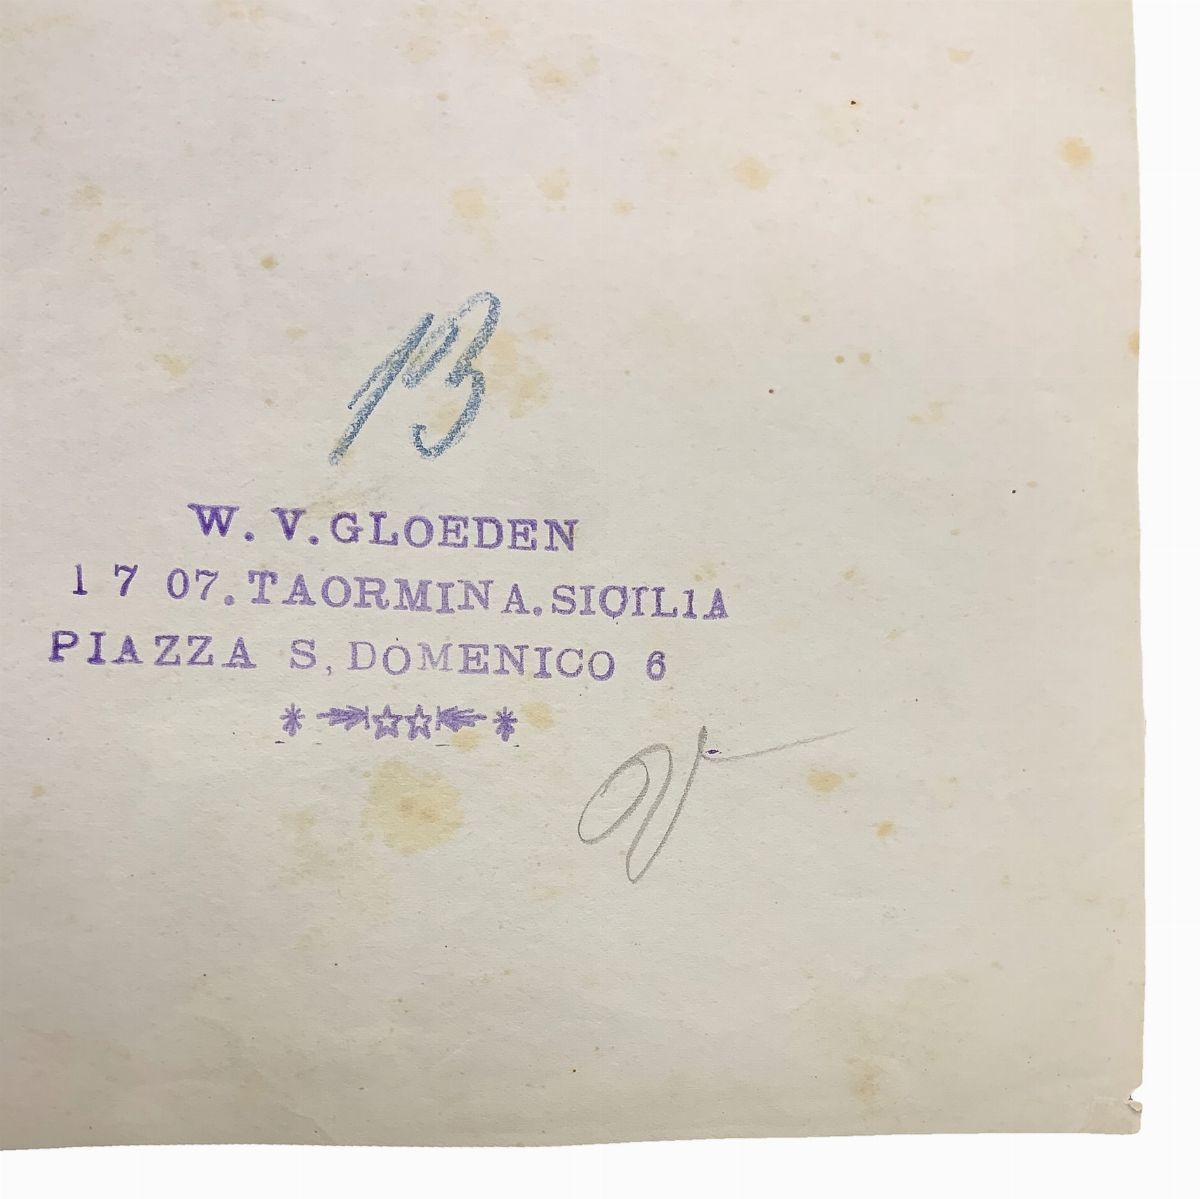 13
W. V. GLOEDEN
1 7 07. TAORMINA. SICILIA
PIAZZA S, DOMENICO 6